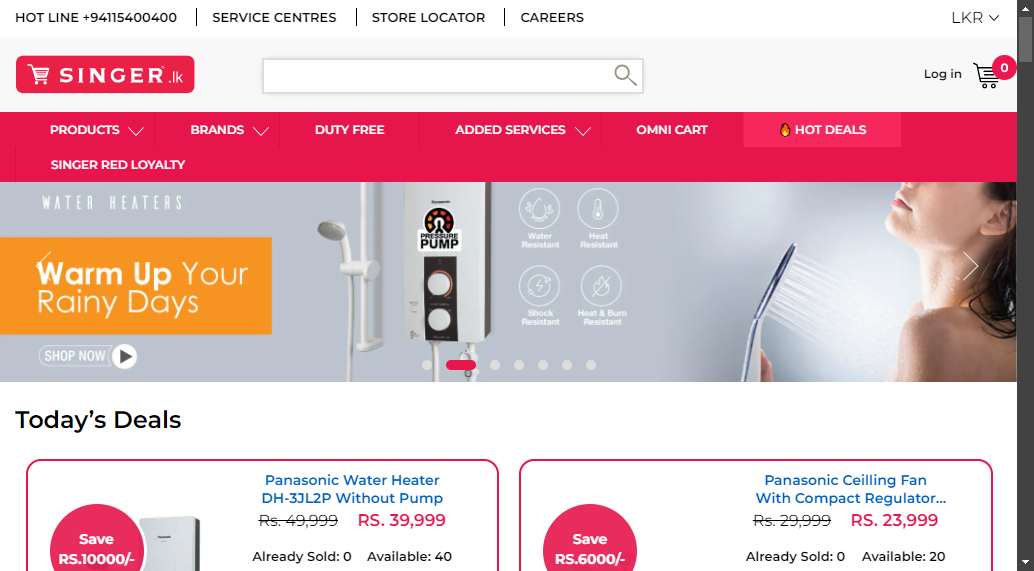 HOT LINE +94115400400
SERVICE CENTRES
STORE LOCATOR
CAREERS
LKR
SINGER.lk
Log in
0
PRODUCTS
BRANDS
DUTY FREE
ADDED SERVICES
OMNI CART
HOT DEALS
SINGER RED LOYALTY
WATER HEATERS
Warm Up Your
Rainy Days
SHOP NOW
Panasonic
PRESSURE
PUMP
Water
Resistant
Heat
Resistant
Shock
Resistant
Heat & Burn
Resistant
Today's Deals
Save
RS.10000/-
Panasonic Water Heater
DH-3JL2P Without Pump
Rs. 49,999 RS. 39,999
Already Sold: 0 Available: 40
Save
RS.6000/-
Panasonic Ceilling Fan
With Compact Regulator...
Rs. 29,999 RS. 23,999
Already Sold: 0 Available: 20